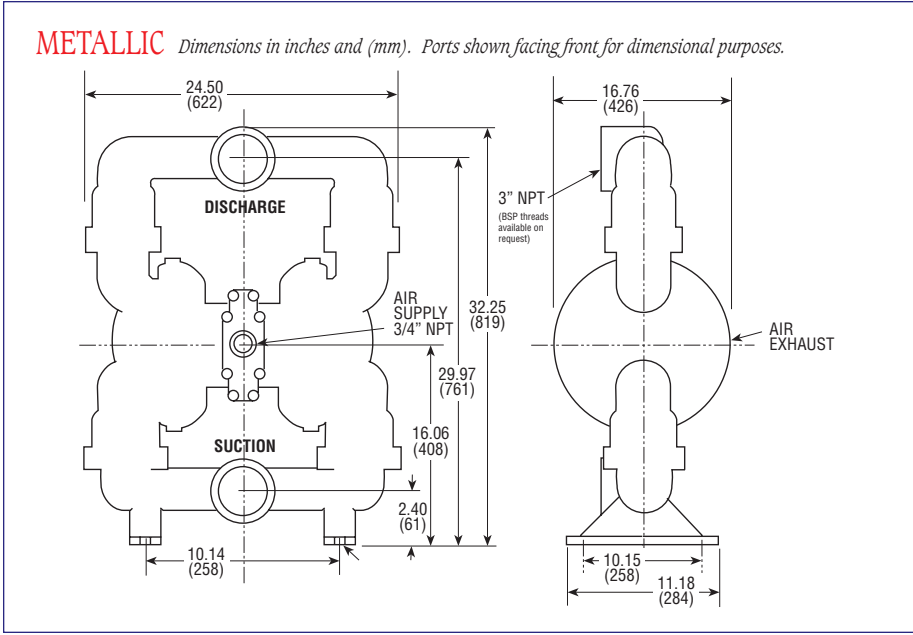 METALLIC Dimensions in inches and (mm). Ports shown facing front for dimensional purposes.
24.50
(622)
DISCHARGE
AIR
SUPPLY
3/4" NPT
32.25
(819)
29.97
(761)
16.06
(408)
SUCTION
2.40
(61)
10.14
(258)
16.76
(426)
3" NPT
(BSP threads
available on
request)
AIR
EXHAUST
10.15
(258)
11.18
(284)